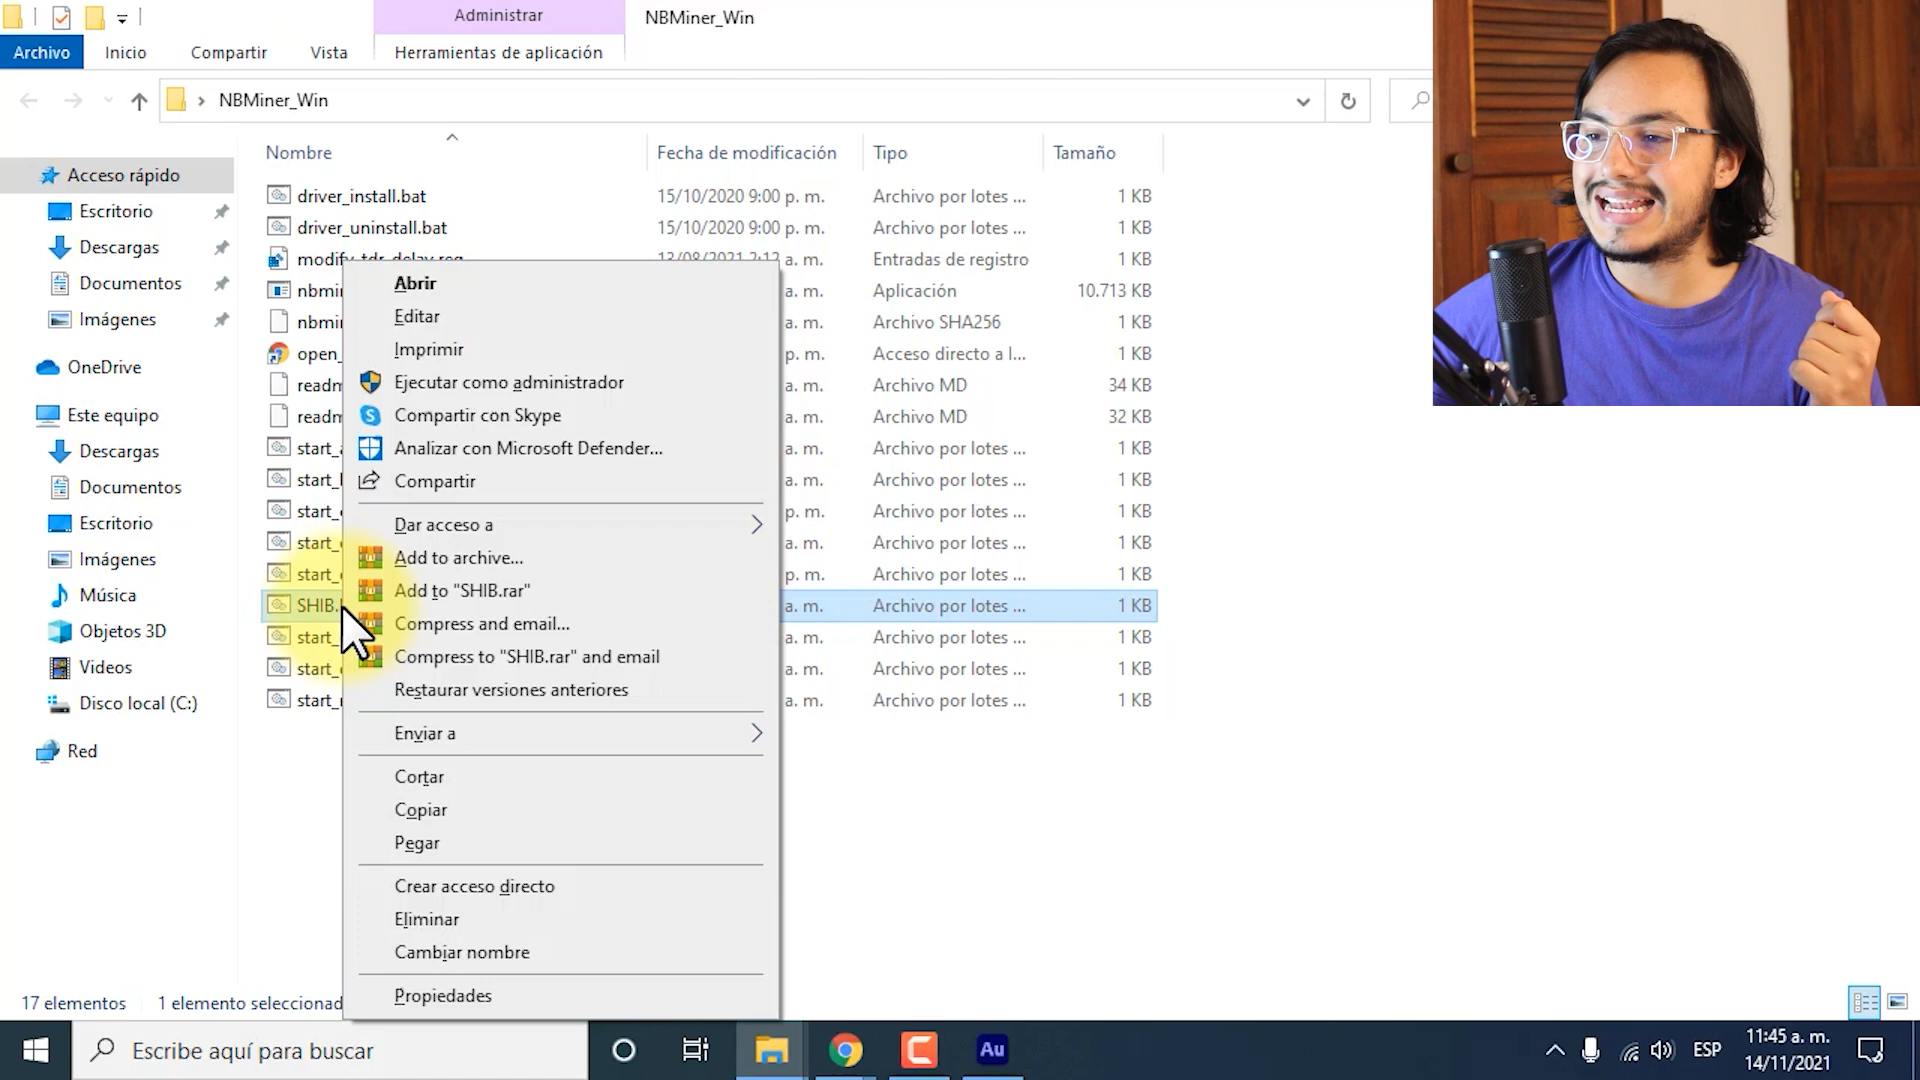 Administrar
NBMiner_Win
Archivo
Inicio
Compartir
Vista
Herramientas de aplicación
NBMiner_Win
Nombre
Fecha de modificación
Tipo
Tamaño
driver_install.bat 15/10/2020 9:00 p. m. Archivo por lotes ... 1 KB
driver_uninstall.bat 15/10/2020 9:00 p. m. Archivo por lotes ... 1 KB
modify_tdr_delay.reg 13/08/2021 2:12 a. m. Entradas de registro 1 KB
a. m. Aplicación 10.713 KB
Archivo SHA256 1 KB
open_ p. m. Acceso directo a l... 1 KB
a. m. Archivo MD 34 KB
a. m. Archivo MD 32 KB
a. m. Archivo por lotes ... 1 KB
a. m. Archivo por lotes ... 1 KB
p. m. Archivo por lotes ... 1 KB
start_ a. m. Archivo por lotes ... 1 KB
p. m. Archivo por lotes ... 1 KB
SHIB. a. m. Archivo por lotes ... 1 KB
start_ a. m. Archivo por lotes ... 1 KB
a. m. Archivo por lotes ... 1 KB
a. m. Archivo por lotes ... 1 KB
Acceso rápido
Escritorio
Descargas
Documentos
Imágenes
OneDrive
Este equipo
Descargas
Documentos
Escritorio
Imágenes
Música
Objetos 3D
Videos
Disco local (C:)
Red
Abrir
Editar
Imprimir
Ejecutar como administrador
Compartir con Skype
Analizar con Microsoft Defender...
Compartir
Dar acceso a
Add to archive...
Add to "SHIB.rar"
Compress and email...
Compress to "SHIB.rar" and email
Restaurar versiones anteriores
Enviar a
Cortar
Copiar
Pegar
Crear acceso directo
Eliminar
Cambiar nombre
Propiedades
17 elementos
1 elemento seleccionad
Escribe aquí para buscar
Au
ESP
11:45 a. m.
14/11/2021